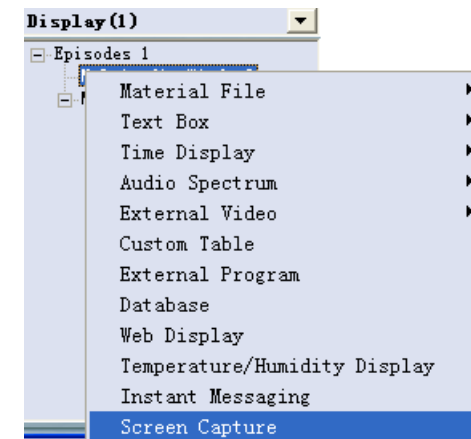 Display(1)
Episodes 1
Material File
Text Box
Time Display
Audio Spectrum
External Video
Custom Table
External Program
Database
Web Display
Temperature/Humidity Display
Instant Messaging
Screen Capture